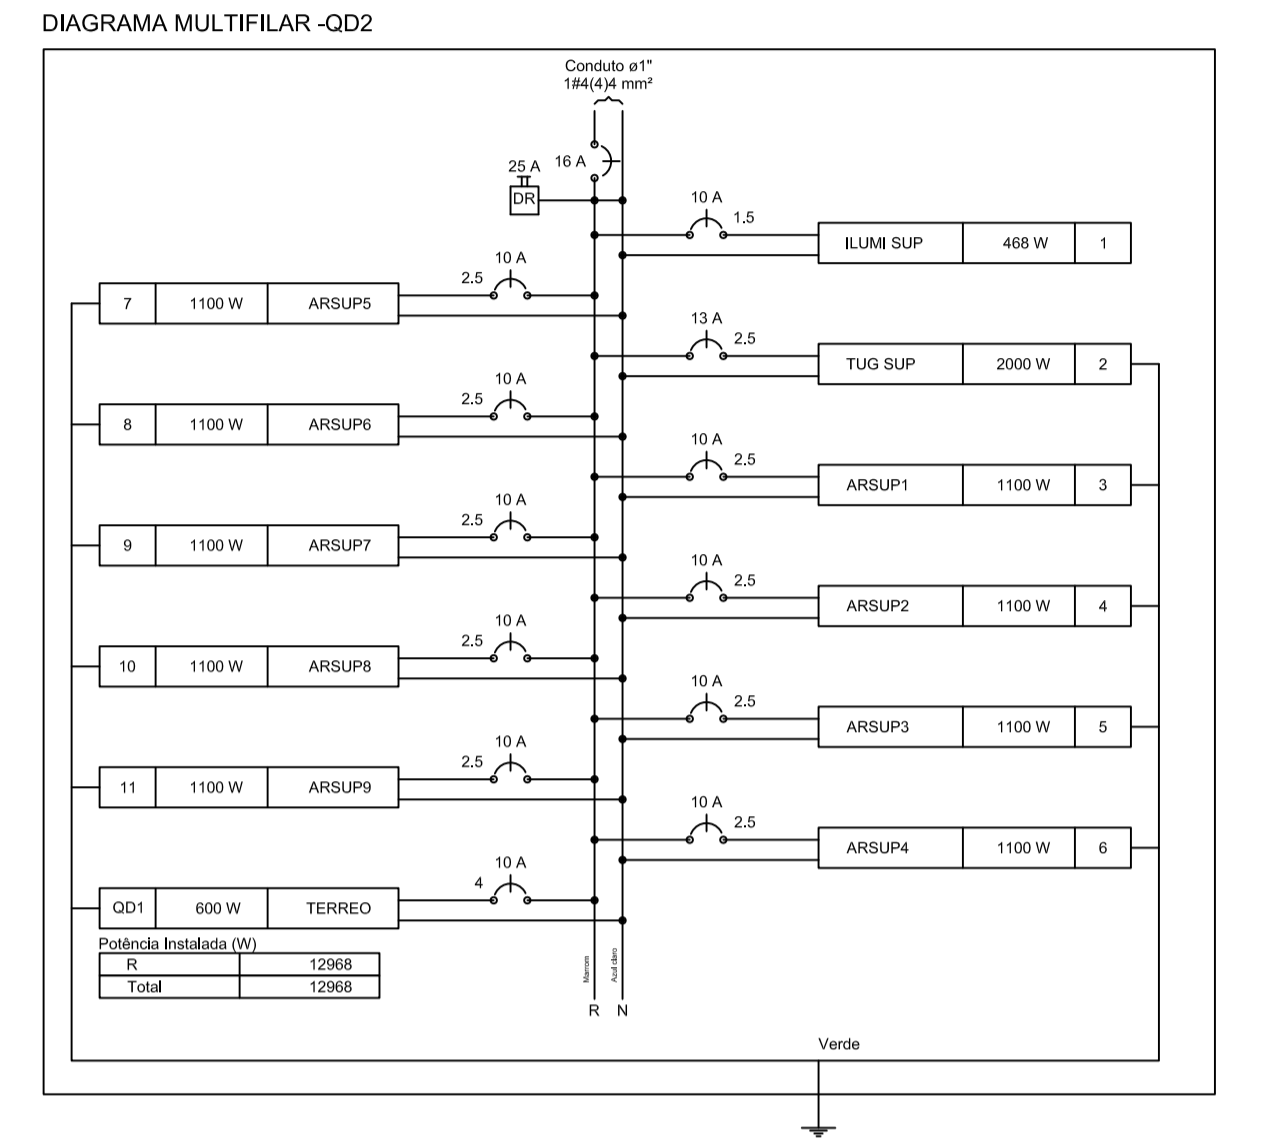 DIAGRAMA MULTIFILAR -QD2
Conduto ø1"
1#4(4)4 mm²
16 A
25 A
DR
10 A
1.5
ILUMI SUP 468 W 1
10 A
2.5
7 1100 W ARSUP5
13 A
2.5
TUG SUP 2000 W 2
10 A
2.5
8 1100 W ARSUP6
10 A
2.5
ARSUP1 1100 W 3
10 A
2.5
9 1100 W ARSUP7
10 A
2.5
ARSUP2 1100 W 4
10 A
2.5
10 1100 W ARSUP8
10 A
2.5
ARSUP3 1100 W 5
10 A
2.5
11 1100 W ARSUP9
10 A
2.5
ARSUP4 1100 W 6
10 A
4
QD1 600 W TERREO
Potência Instalada (W)
R 12968
Total 12968
Marrom
Azul claro
R N
Verde